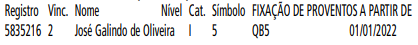 Registro Vinc. Nome Nível Cat. Símbolo FIXAÇÃO DE PROVENTOS A PARTIR DE
5835216 2 José Galindo de Oliveira I 5 QB5 01/01/2022